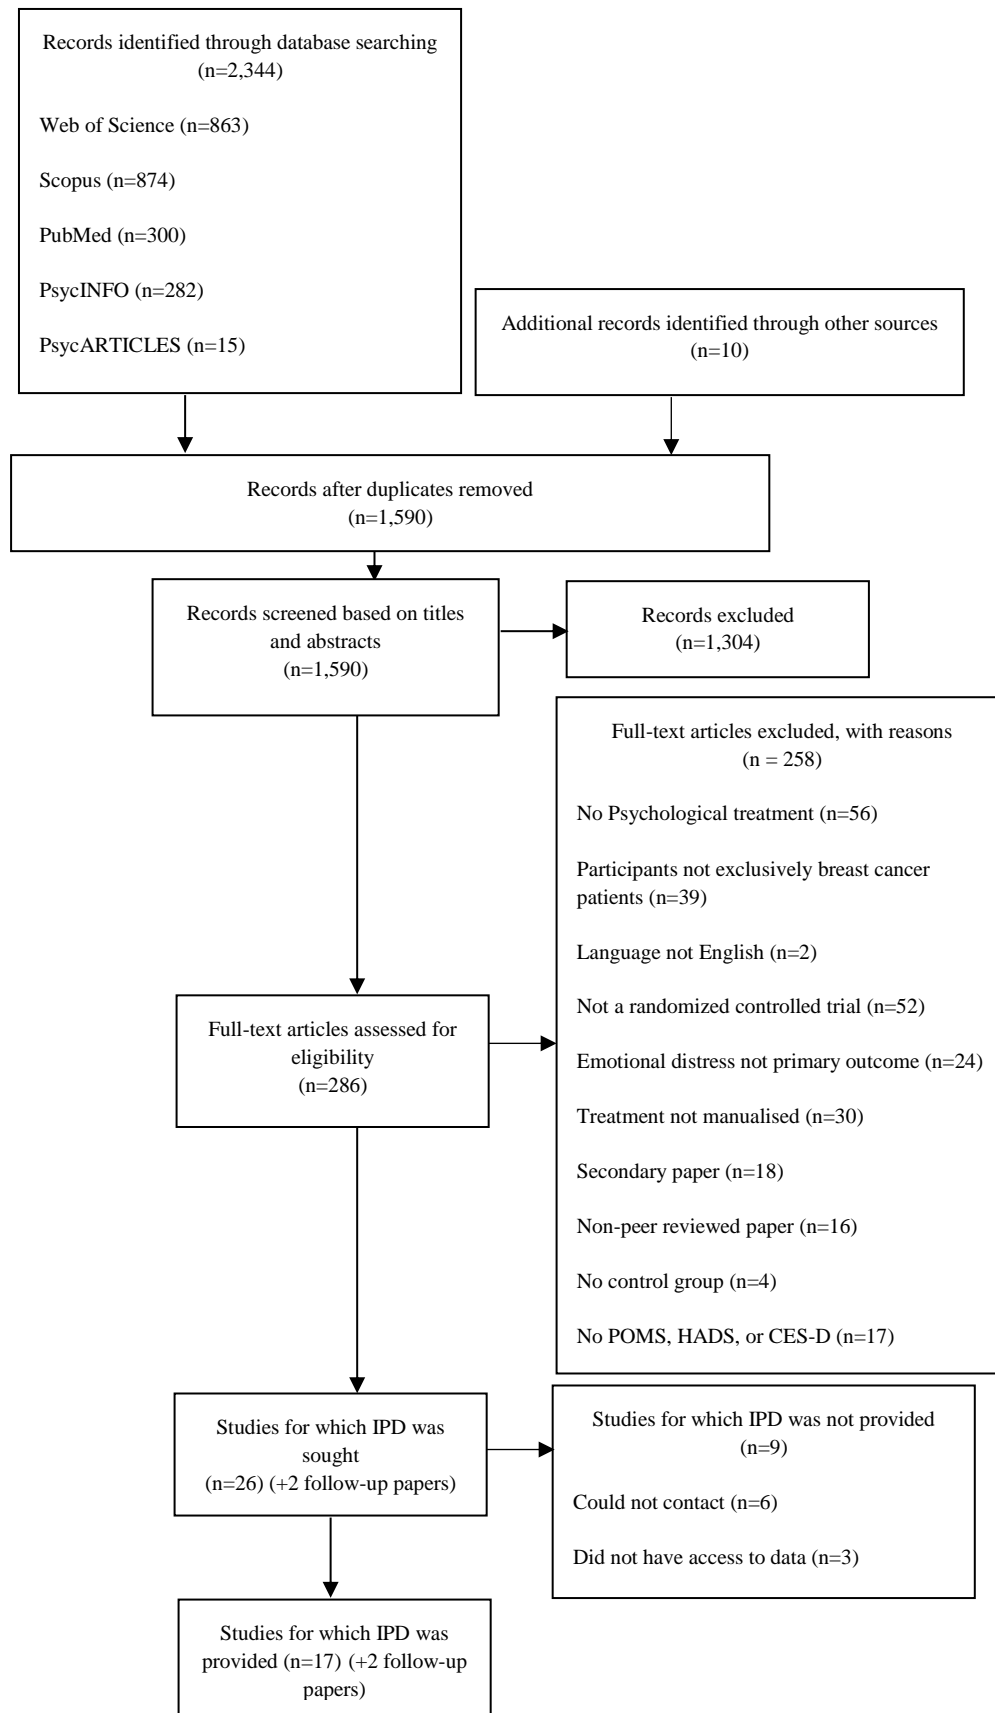 Records identified through database searching
(n=2,344)
Web of Science (n=863)
Scopus (n=874)
PubMed (n=300)
PsycINFO (n=282)
PsycARTICLES (n=15)
Additional records identified through other sources
(n=10)
Records after duplicates removed
(n=1,590)
Records screened based on titles
and abstracts
(n=1,590)
Records excluded
(n=1,304)
Full-text articles excluded, with reasons
(n = 258)
No Psychological treatment (n=56)
Participants not exclusively breast cancer
patients (n=39)
Language not English (n=2)
Not a randomized controlled trial (n=52)
Emotional distress not primary outcome (n=24)
Treatment not manualised (n=30)
Secondary paper (n=18)
Non-peer reviewed paper (n=16)
No control group (n=4)
No POMS, HADS, or CES-D (n=17)
Full-text articles assessed for
eligibility
(n=286)
Studies for which IPD was
sought
(n=26) (+2 follow-up papers)
Studies for which IPD was not provided
(n=9)
Could not contact (n=6)
Did not have access to data (n=3)
Studies for which IPD was
provided (n=17) (+2 follow-up
papers)